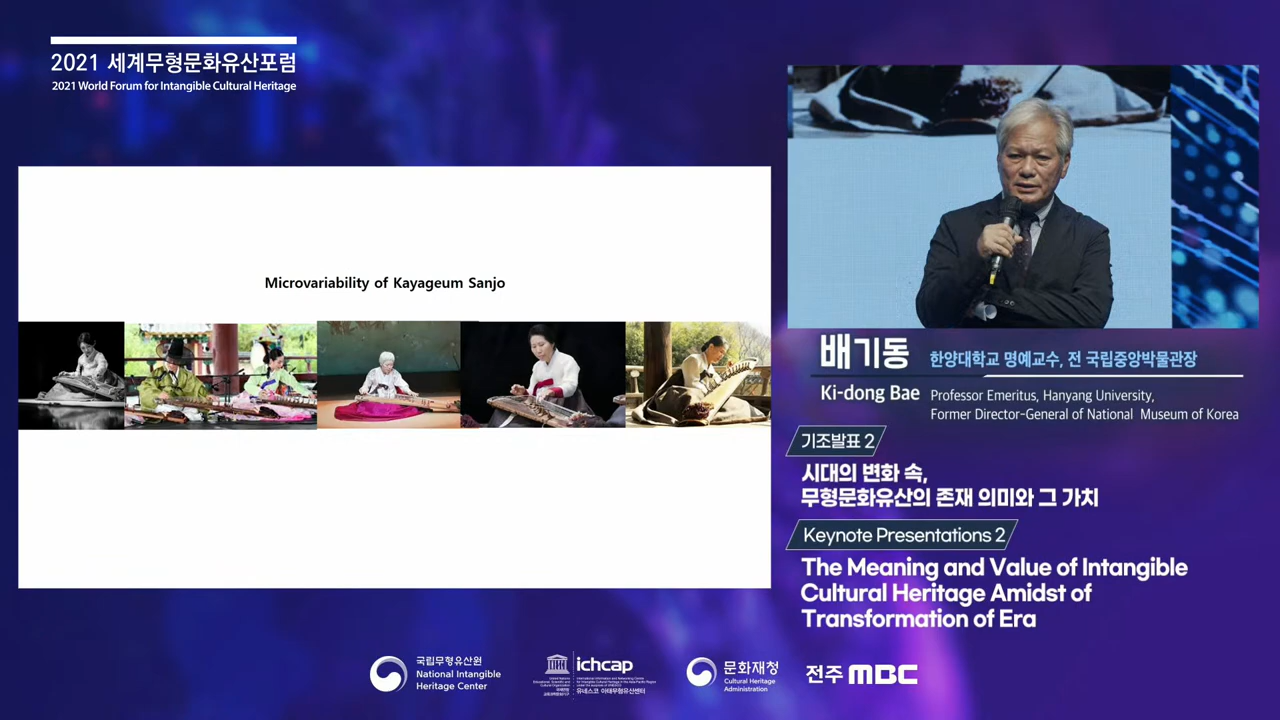 2021 세계무형문화유산포럼
2021 World Forum for Intangible Cultural Heritage
Microvariability of Kayageum Sanjo
배기동 한양대학교 명예교수, 전 국립중앙박물관장
Ki-dong Bae Professor Emeritus, Hanyang University,
Former Director-General of National Museum of Korea
기조발표 2
시대의 변화 속,
무형문화유산의 존재 의미와 그 가치
Keynote Presentations 2
The Meaning and Value of Intangible
Cultural Heritage Amidst of
Transformation of Era
국립무형유산원
National Intangible
Heritage Center
ichcap
유네스코 아태무형유산센터
문화재청
Cultural Heritage
Administration
전주 MBC